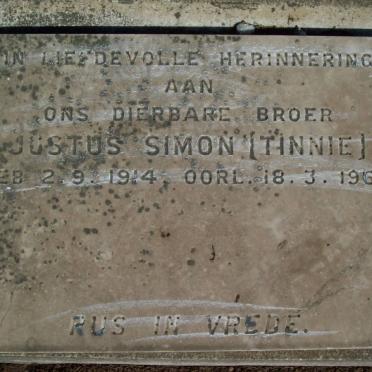 IN LIEFDEVOLLE HERINNERING
AAN
ONS DIERBARE BROER
JUSTUS SIMON [TINNIE]
EB 2.9.1914 OORL. 18.3.196
RUS IN VREDE.